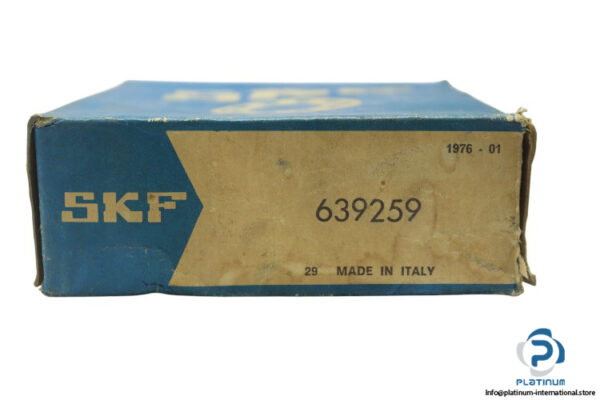 1976 - 01
SKF
639259
29 MADE IN ITALY
PLATINUM
Info@platinum-international.store